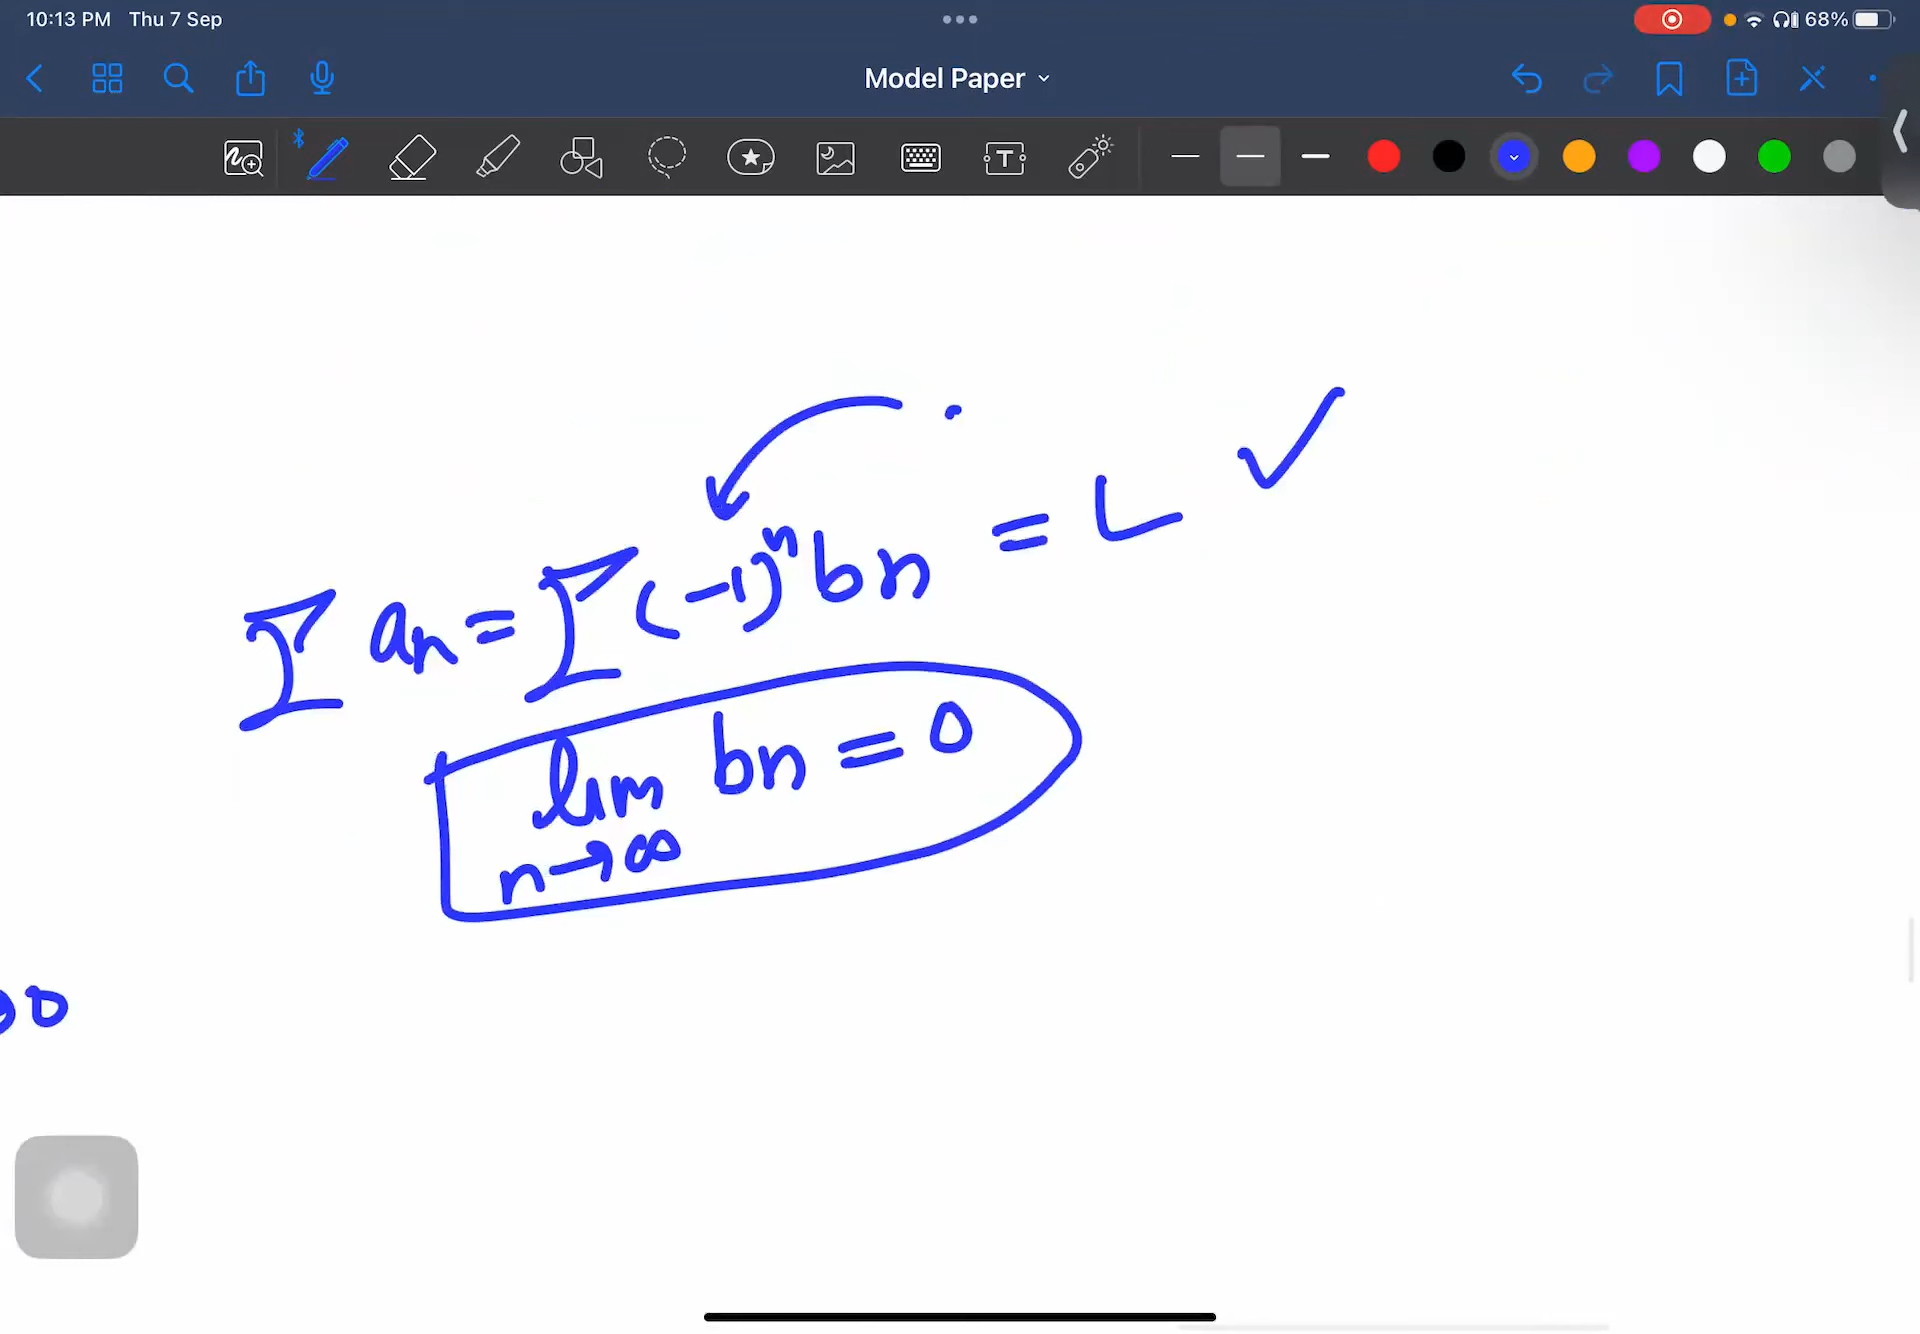 10:13 PM Thu 7 Sep
68%
Model Paper
T
Σ an = Σ (-1)ⁿ bn = L
lim bn = 0
n→∞